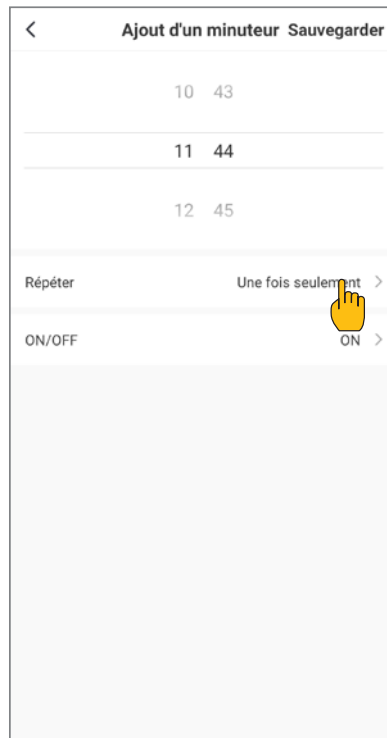 Ajout d'un minuteur Sauvegarder
10 43
11 44
12 45
Répéter Une fois seulement
ON/OFF ON